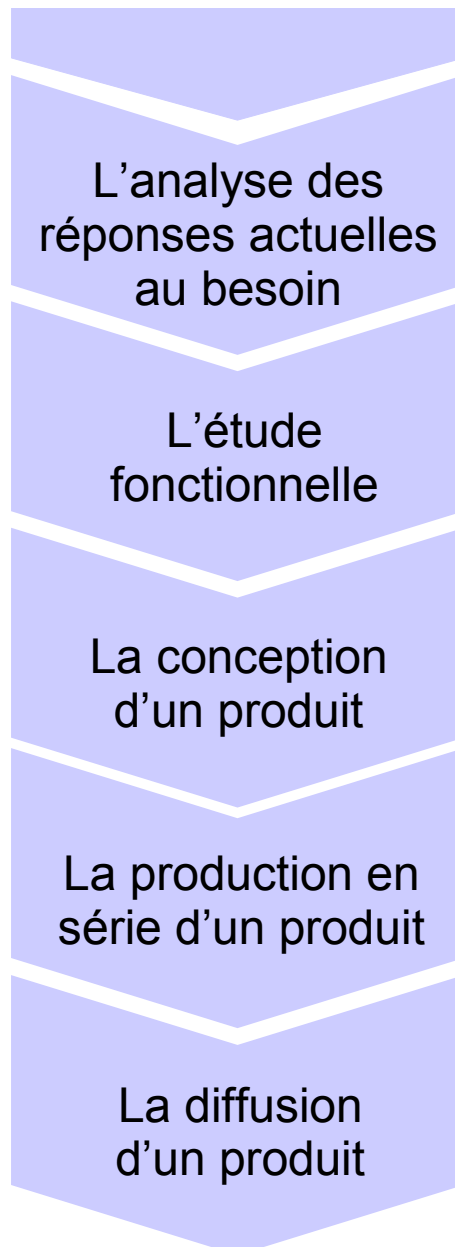 L’analyse des
réponses actuelles
au besoin
L’étude
fonctionnelle
La conception
d’un produit
La production en
série d’un produit
La diffusion
d’un produit